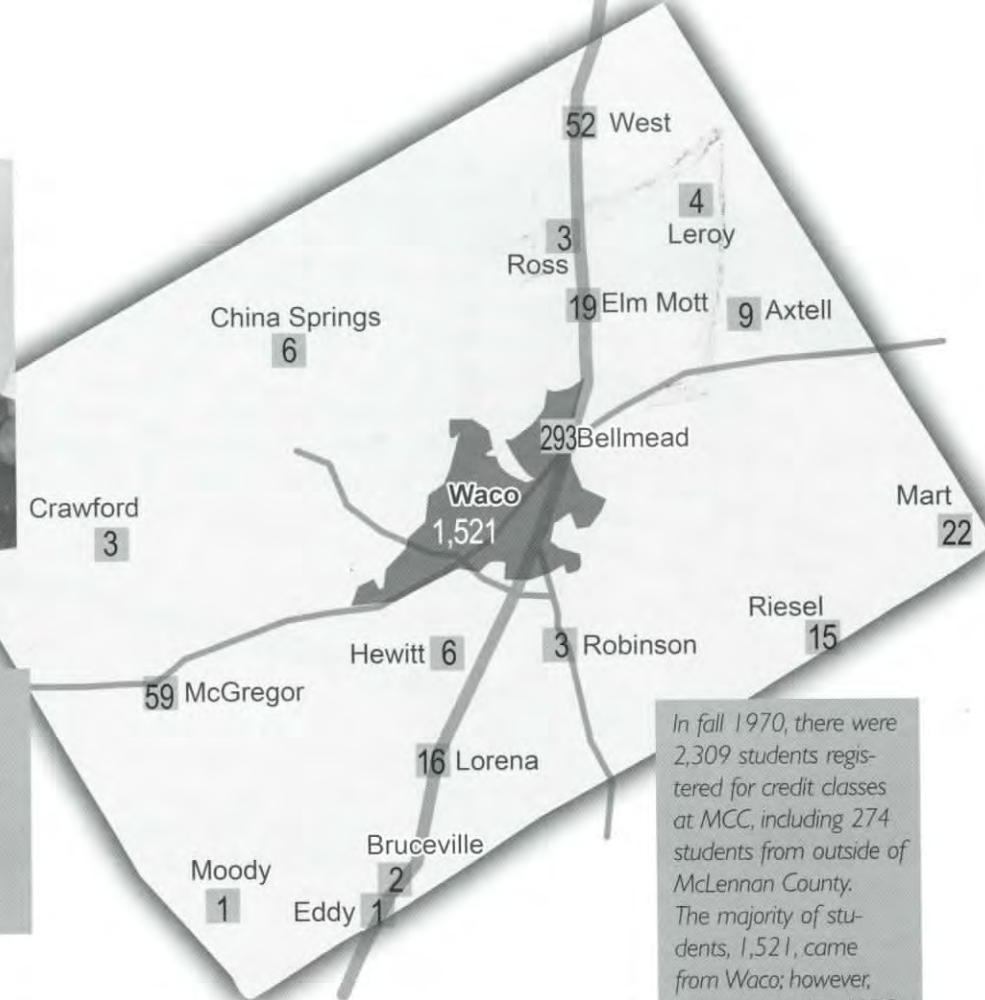 52 West
4
Leroy
3
Ross
19 Elm Mott
9 Axtell
China Springs
6
293 Bellmead
Waco
1,521
Crawford
3
Mart
22
Riesel
15
Hewitt 6
3 Robinson
59 McGregor
16 Lorena
Bruceville
2
Moody
1
Eddy 1
In fall 1970, there were
2,309 students regis-
tered for credit classes
at MCC, including 274
students from outside of
McLennan County.
The majority of stu-
dents, 1,521, came
from Waco; however,